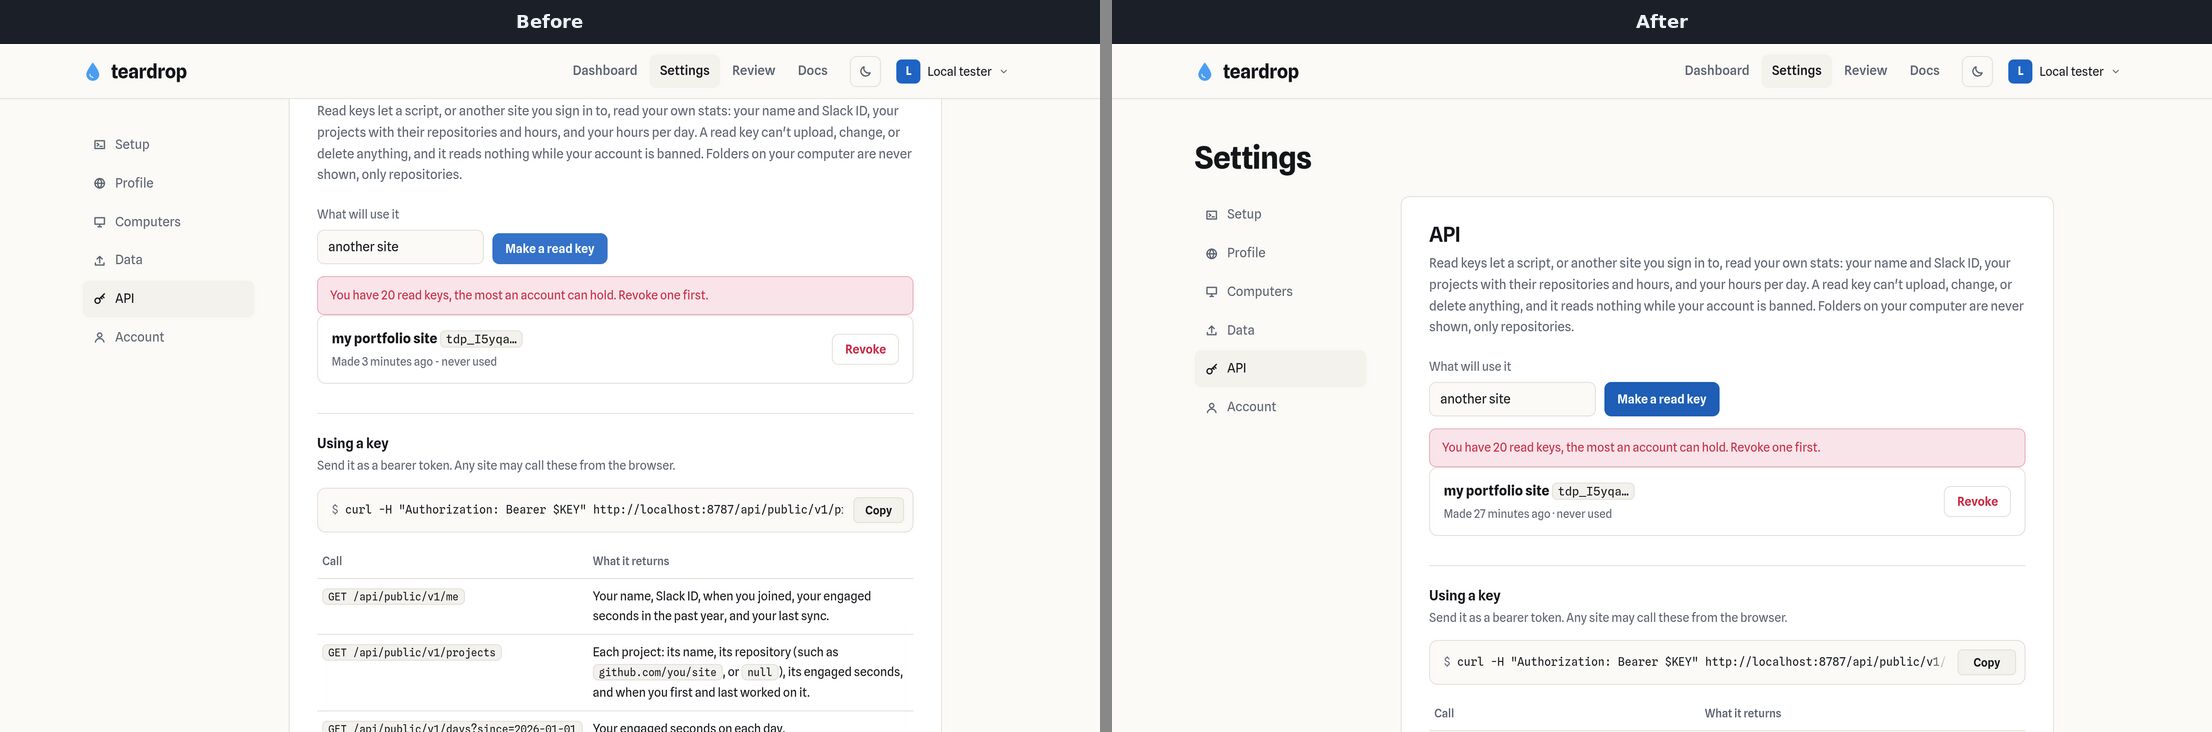 Before
teardrop
Dashboard Settings Review Docs L Local tester
Setup
Profile
Computers
Data
API
Account
Read keys let a script, or another site you sign in to, read your own stats: your name and Slack ID, your
projects with their repositories and hours, and your hours per day. A read key can't upload, change, or
delete anything, and it reads nothing while your account is banned. Folders on your computer are never
shown, only repositories.
What will use it
another site Make a read key
You have 20 read keys, the most an account can hold. Revoke one first.
my portfolio site tdp_I5yqa…
Made 3 minutes ago - never used
Revoke
Using a key
Send it as a bearer token. Any site may call these from the browser.
$ curl -H "Authorization: Bearer $KEY" http://localhost:8787/api/public/v1/p Copy
Call What it returns
GET /api/public/v1/me Your name, Slack ID, when you joined, your engaged
seconds in the past year, and your last sync.
GET /api/public/v1/projects Each project: its name, its repository (such as
github.com/you/site, or null), its engaged seconds,
and when you first and last worked on it.
GET /api/public/v1/days?since=2026-01-01 Your engaged seconds on each day.
After
teardrop
Dashboard Settings Review Docs L Local tester
Settings
Setup
Profile
Computers
Data
API
Account
API
Read keys let a script, or another site you sign in to, read your own stats: your name and Slack ID, your
projects with their repositories and hours, and your hours per day. A read key can't upload, change, or
delete anything, and it reads nothing while your account is banned. Folders on your computer are never
shown, only repositories.
What will use it
another site Make a read key
You have 20 read keys, the most an account can hold. Revoke one first.
my portfolio site tdp_I5yqa…
Made 27 minutes ago · never used
Revoke
Using a key
Send it as a bearer token. Any site may call these from the browser.
$ curl -H "Authorization: Bearer $KEY" http://localhost:8787/api/public/v1/ Copy
Call What it returns